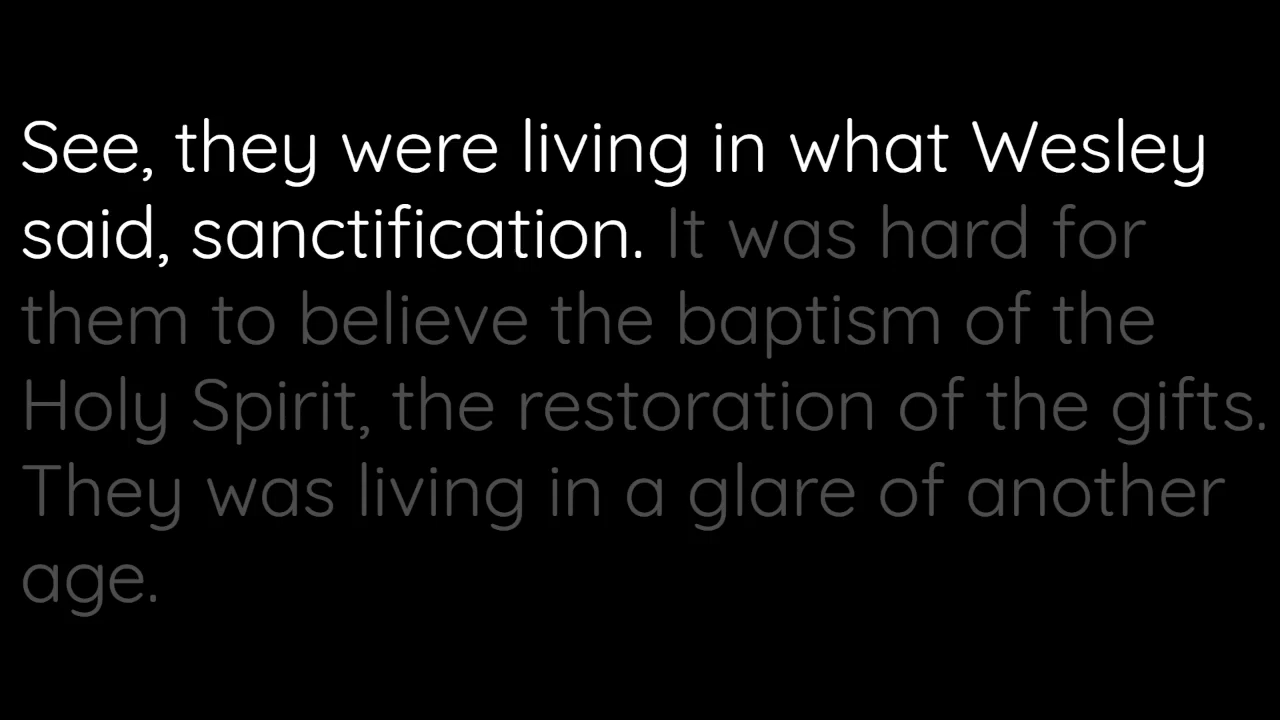 See, they were living in what Wesley
said, sanctification. It was hard for
them to believe the baptism of the
Holy Spirit, the restoration of the gifts.
They was living in a glare of another
age.